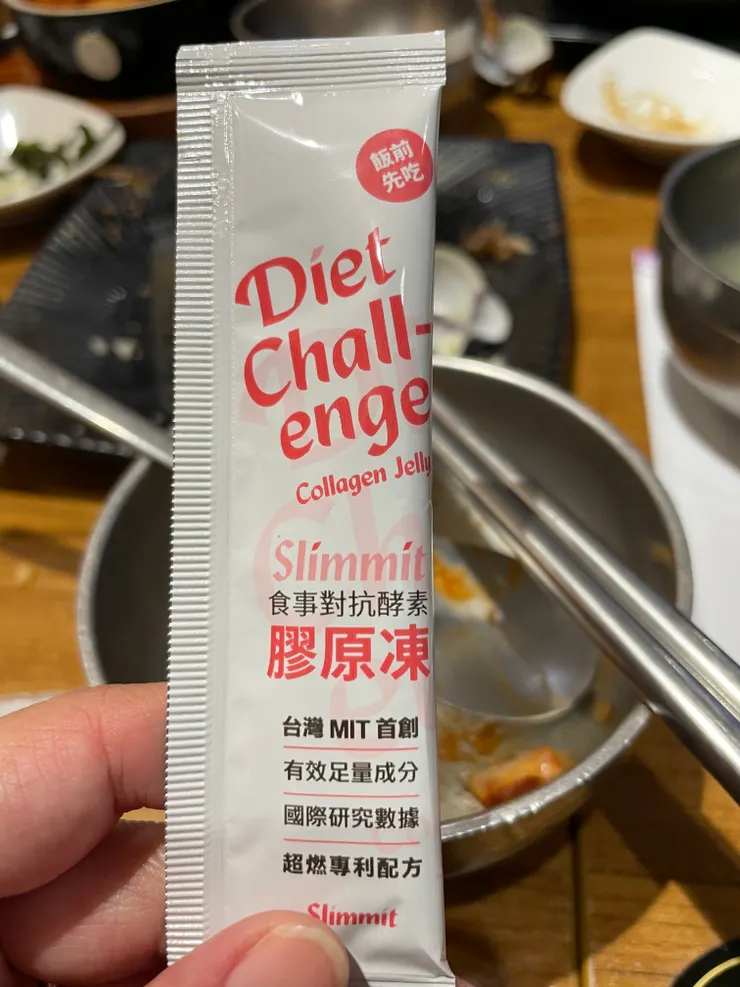 飯前
先吃
Diet
Chall-
enge
Collagen Jelly
Slimmit
食事對抗酵素
膠原凍
台灣 MIT 首創
有效足量成分
國際研究數據
超燃專利配方
Slimmit